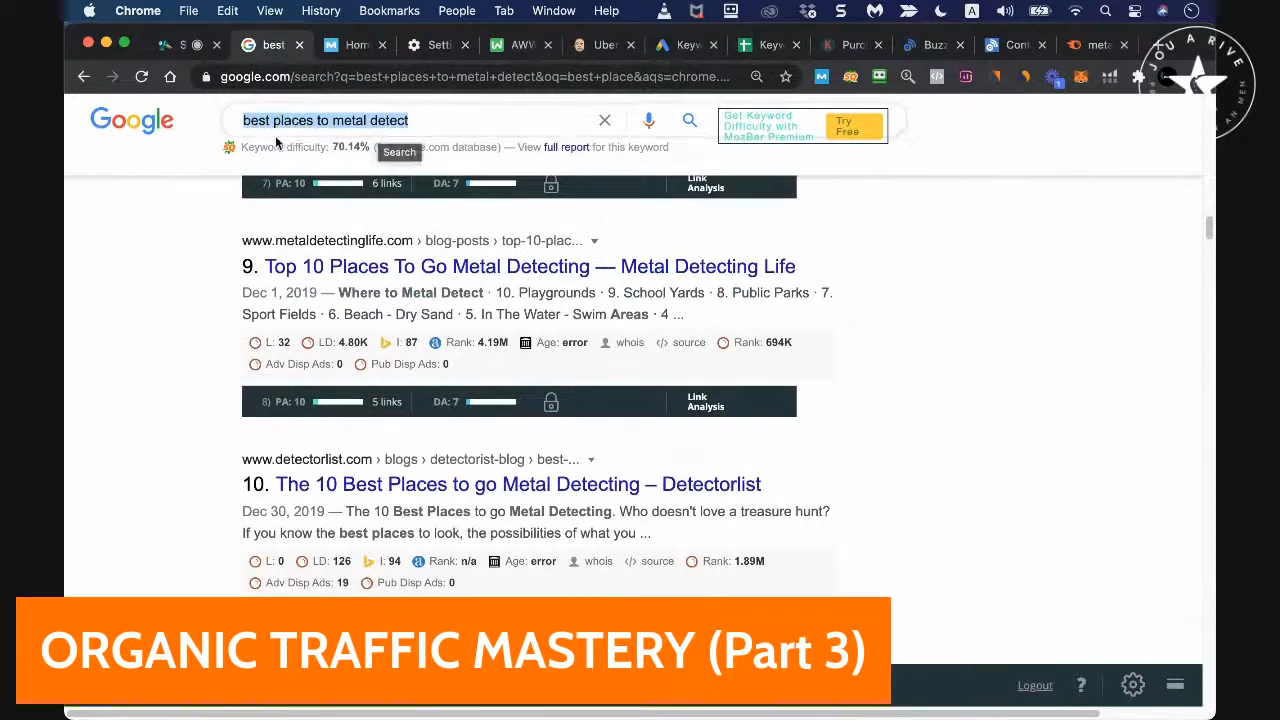 Chrome File Edit View History Bookmarks People Tab Window Help
S best Hom Setti AWW Uber Keyw Keyw Purc Buzz Cont meta
google.com/search?q=best+places+to+metal+detect&oq=best+place&aqs=chrome....
YOU ARRIVE
Google
best places to metal detect
Get Keyword
Difficulty with
MozBar Premium
Try
Free
Keyword difficulty: 70.14% e.com database) — View full report for this keyword
Search
7) PA: 10 6 links DA: 7 Link
Analysis
www.metaldetectinglife.com › blog-posts › top-10-plac...
9. Top 10 Places To Go Metal Detecting — Metal Detecting Life
Dec 1, 2019 — Where to Metal Detect · 10. Playgrounds · 9. School Yards · 8. Public Parks · 7.
Sport Fields · 6. Beach - Dry Sand · 5. In The Water - Swim Areas · 4 ...
L: 32 LD: 4.80K I: 87 Rank: 4.19M Age: error whois source Rank: 694K
Adv Disp Ads: 0 Pub Disp Ads: 0
8) PA: 10 5 links DA: 7 Link
Analysis
www.detectorlist.com › blogs › detectorist-blog › best-...
10. The 10 Best Places to go Metal Detecting – Detectorlist
Dec 30, 2019 — The 10 Best Places to go Metal Detecting. Who doesn't love a treasure hunt?
If you know the best places to look, the possibilities of what you ...
L: 0 LD: 126 I: 94 Rank: n/a Age: error whois source Rank: 1.89M
Adv Disp Ads: 19 Pub Disp Ads: 0
ORGANIC TRAFFIC MASTERY (Part 3)
Logout ?